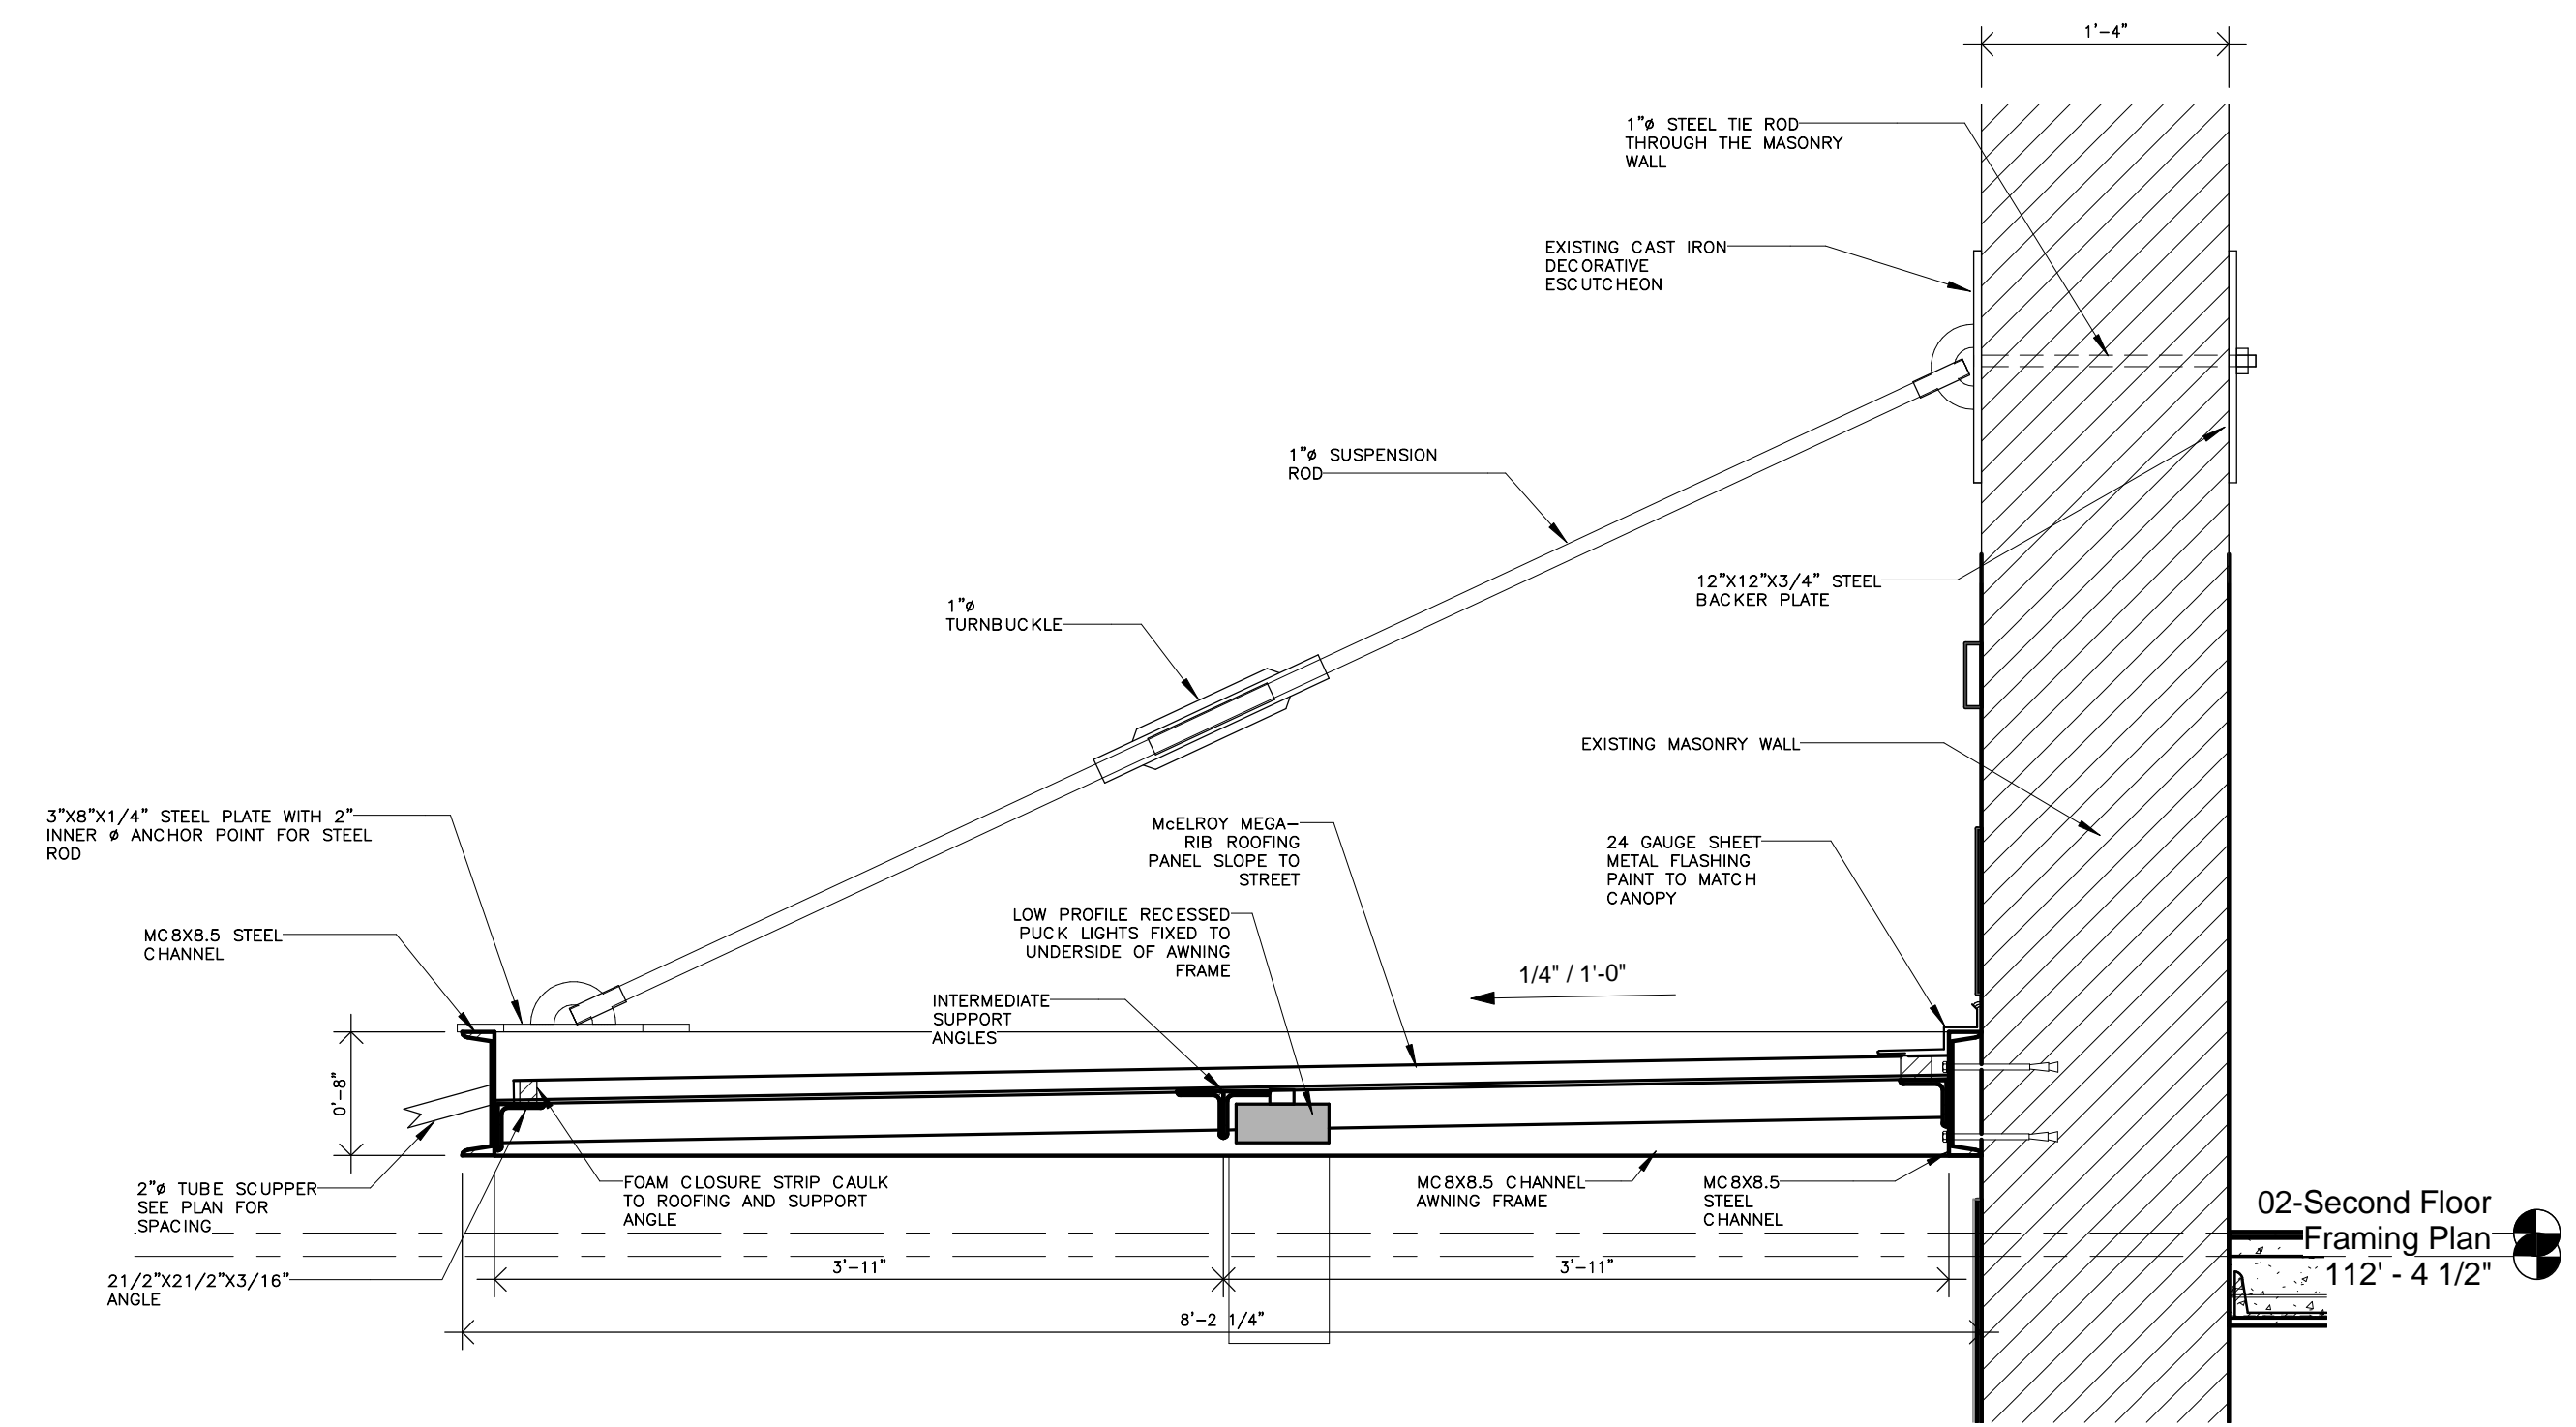 1'-4"
1"ø STEEL TIE ROD
THROUGH THE MASONRY
WALL
EXISTING CAST IRON
DECORATIVE
ESCUTCHEON
1"ø SUSPENSION
ROD
12"X12"X3/4" STEEL
BACKER PLATE
1"ø
TURNBUCKLE
EXISTING MASONRY WALL
3"X8"X1/4" STEEL PLATE WITH 2"
INNER ø ANCHOR POINT FOR STEEL
ROD
McELROY MEGA-
RIB ROOFING
PANEL SLOPE TO
STREET
24 GAUGE SHEET
METAL FLASHING
PAINT TO MATCH
CANOPY
LOW PROFILE RECESSED
PUCK LIGHTS FIXED TO
UNDERSIDE OF AWNING
FRAME
MC8X8.5 STEEL
CHANNEL
1/4" / 1'-0"
INTERMEDIATE
SUPPORT
ANGLES
0'-8"
2"ø TUBE SCUPPER
SEE PLAN FOR
SPACING
FOAM CLOSURE STRIP CAULK
TO ROOFING AND SUPPORT
ANGLE
MC8X8.5 CHANNEL
AWNING FRAME
MC8X8.5
STEEL
CHANNEL
02-Second Floor
Framing Plan
112' - 4 1/2"
21/2"X21/2"X3/16"
ANGLE
3'-11"
3'-11"
8'-2 1/4"